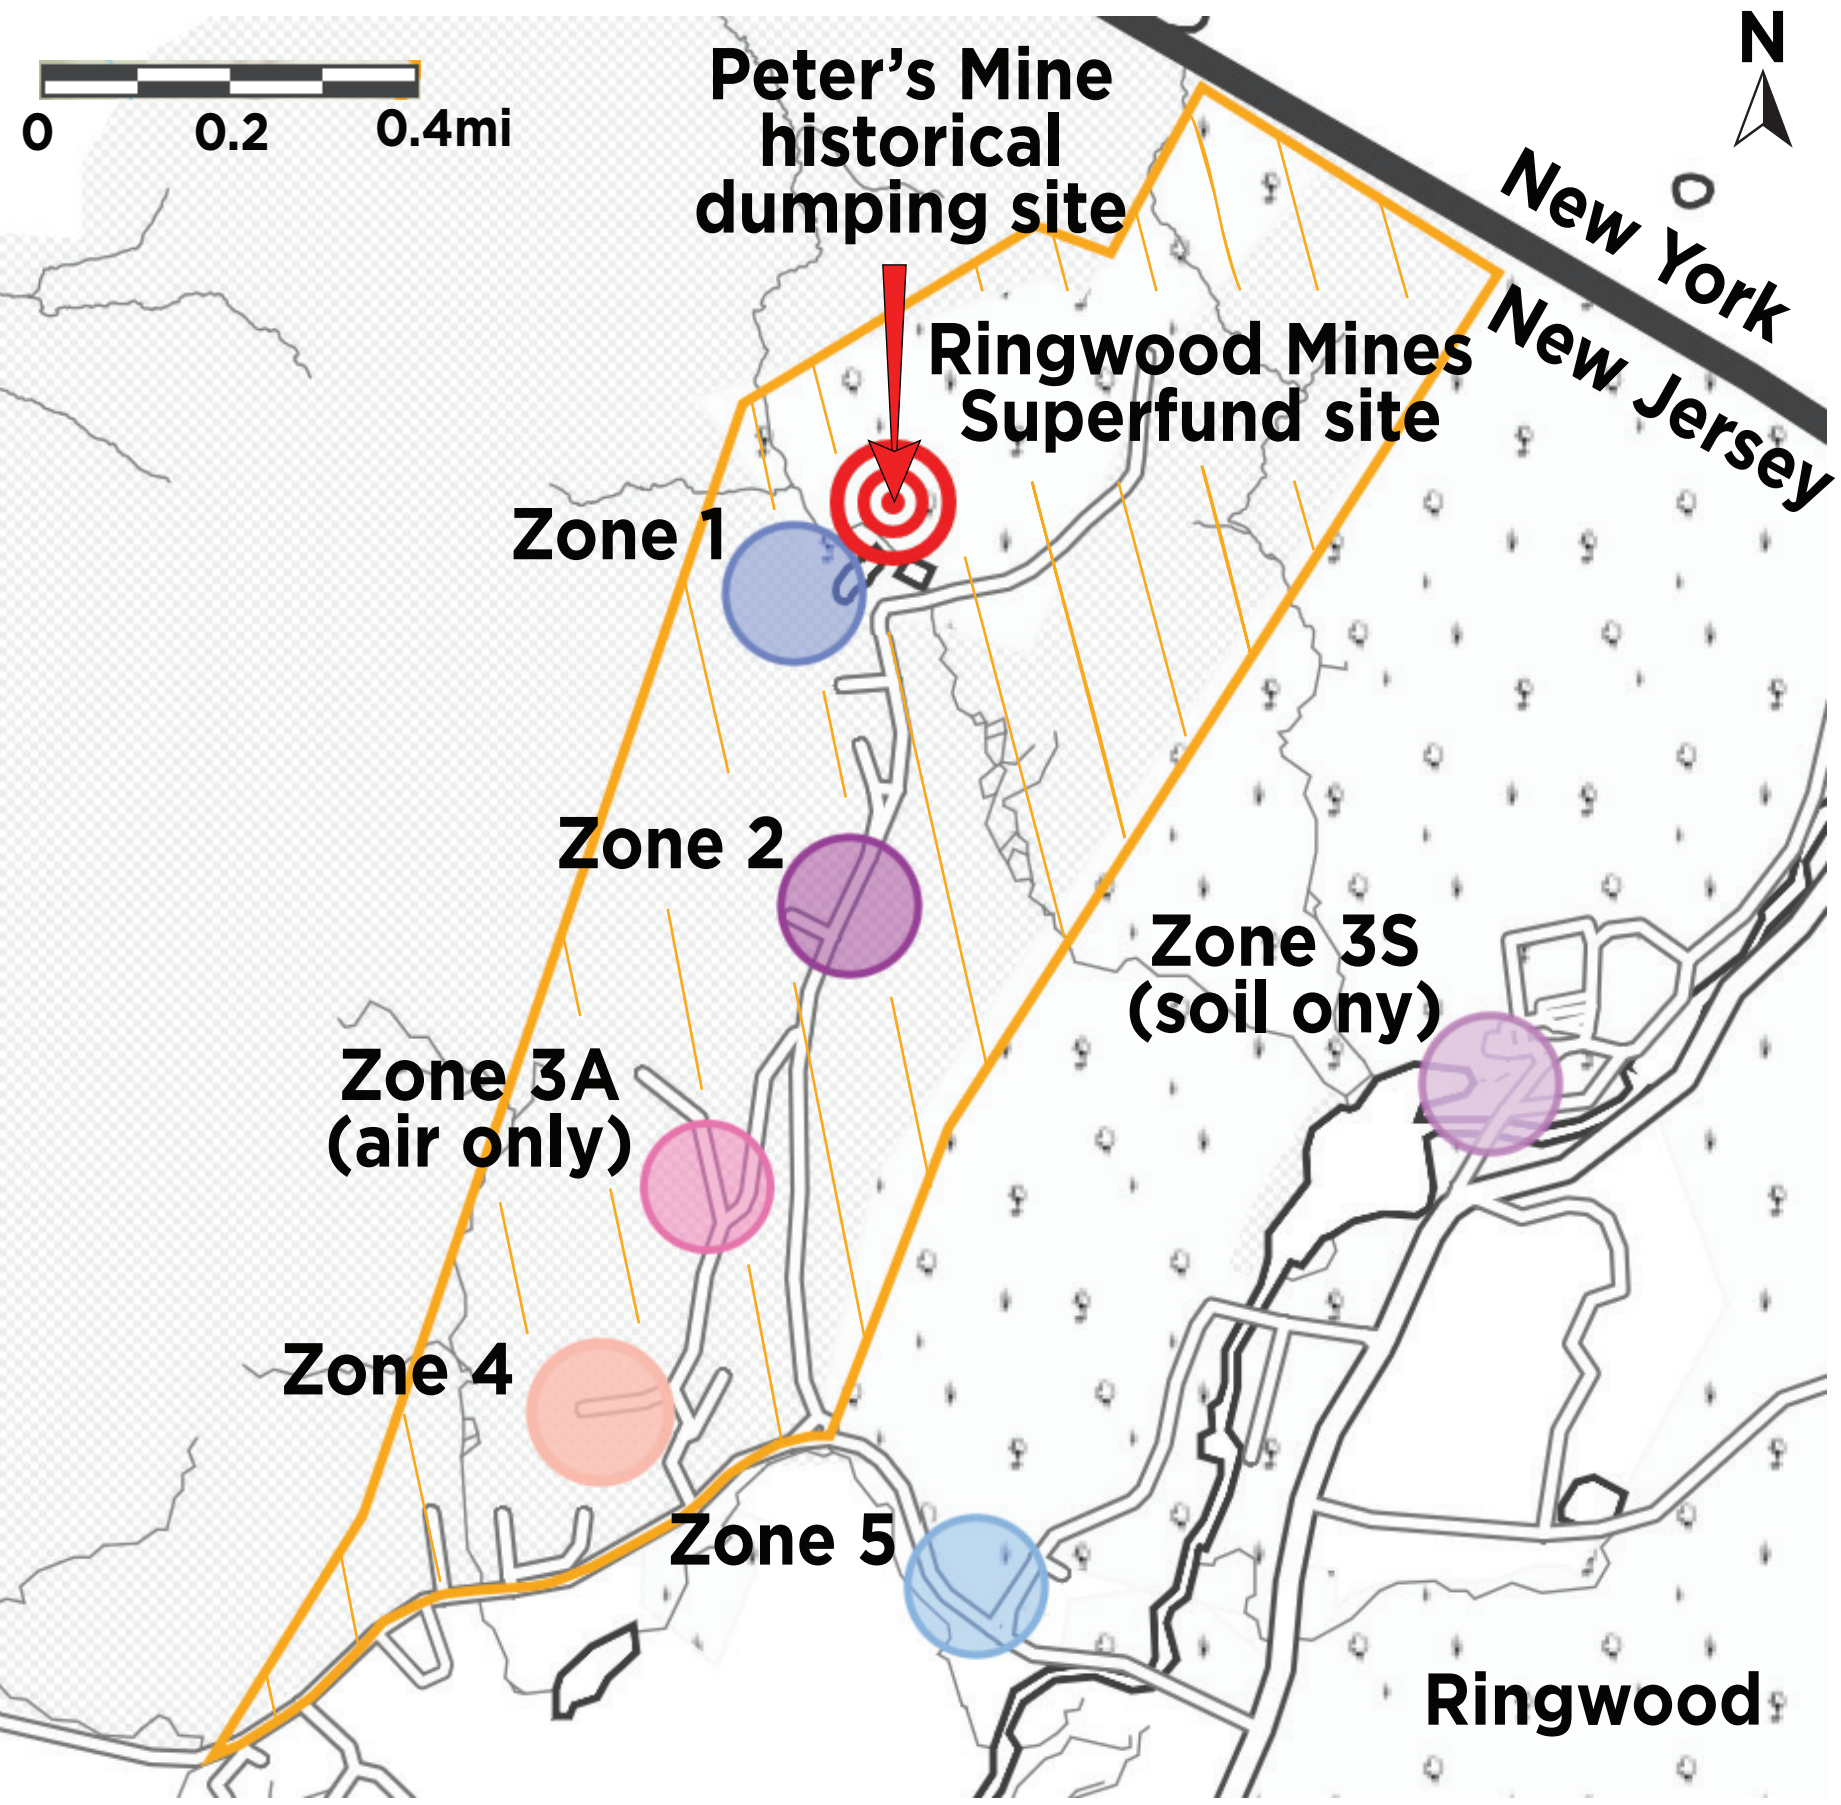 N
0
0.2
0.4mi
Peter’s Mine
historical
dumping site
New York
New Jersey
Ringwood Mines
Superfund site
Zone 1
Zone 2
Zone 3S
(soil ony)
Zone 3A
(air only)
Zone 4
Zone 5
Ringwood